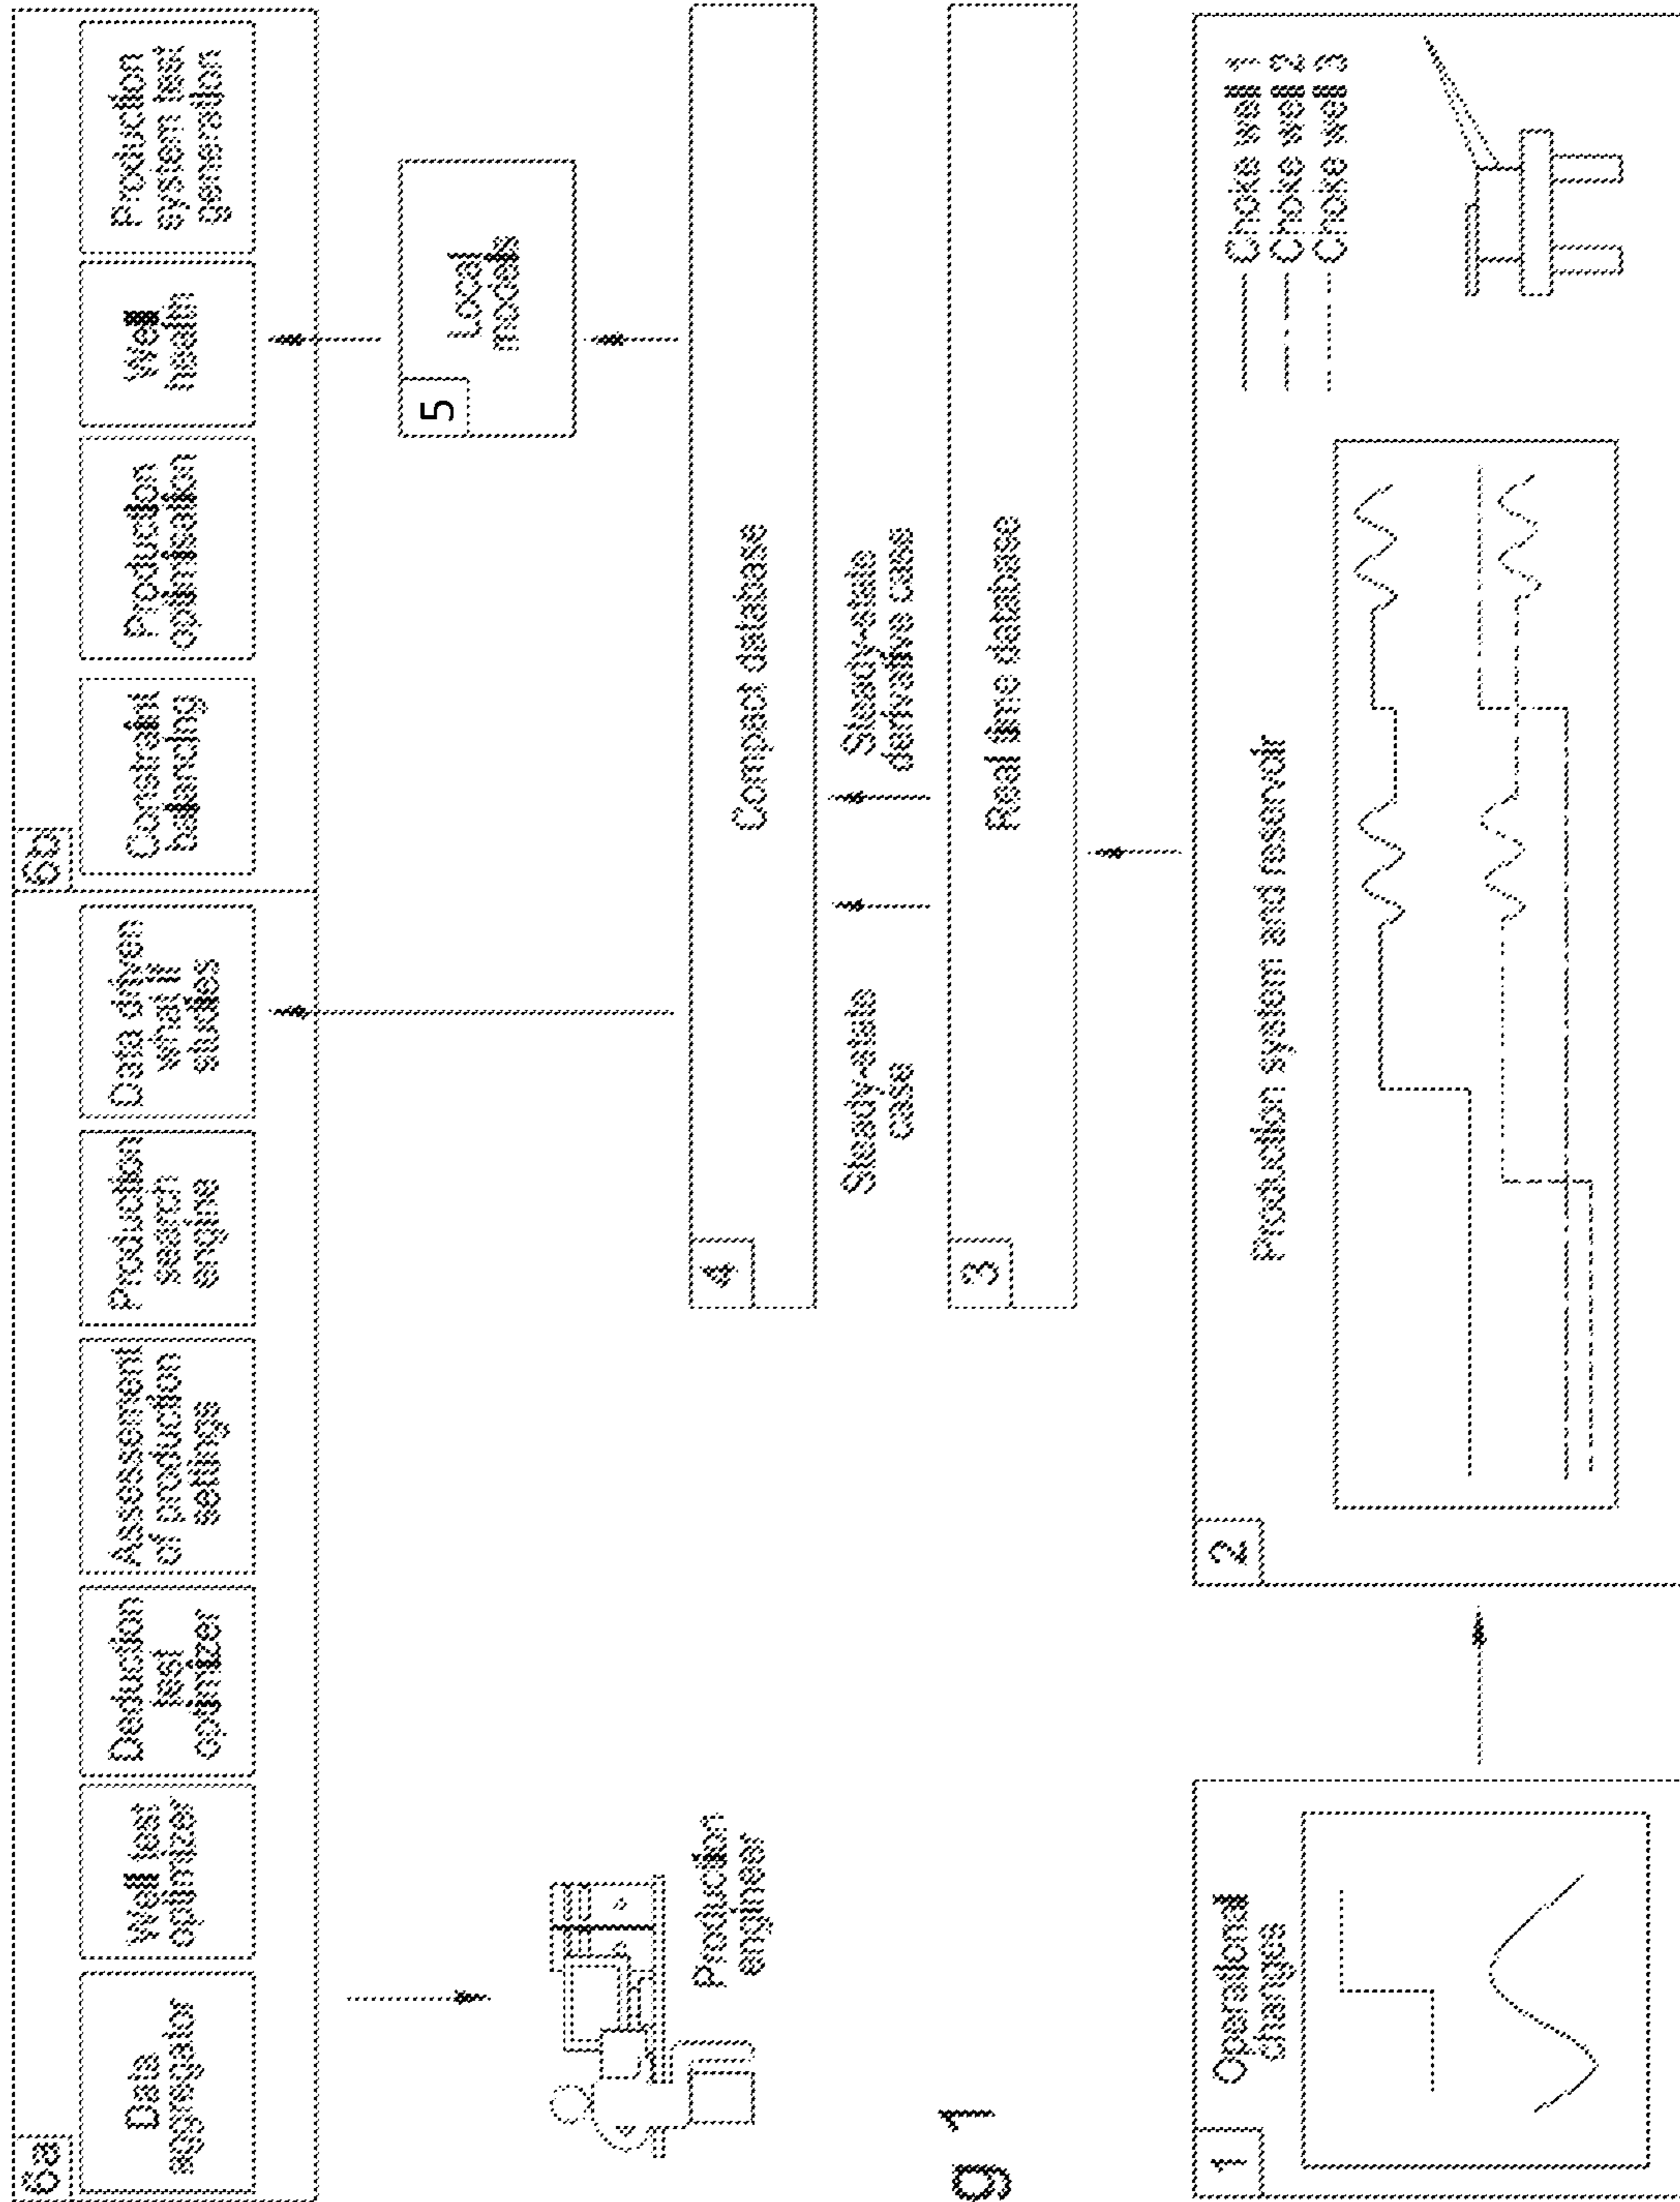 6a
Data
aggregator
Well test
optimizer
Deduction
test
optimizer
Assessment
of production
settings
Production
search
engine
Data driven
what if
studies
6b
Constraint
balancing
Production
optimisation
Well
health
Production
system test
generation
Production
engineer
5
Local
models
4
Compact database
Steady-state
case
Steady-state
derivative case
3
Real time database
g 1
1
Operational
changes
2
Production system and reservoir
Choke well 1
Choke well 2
Choke well 3